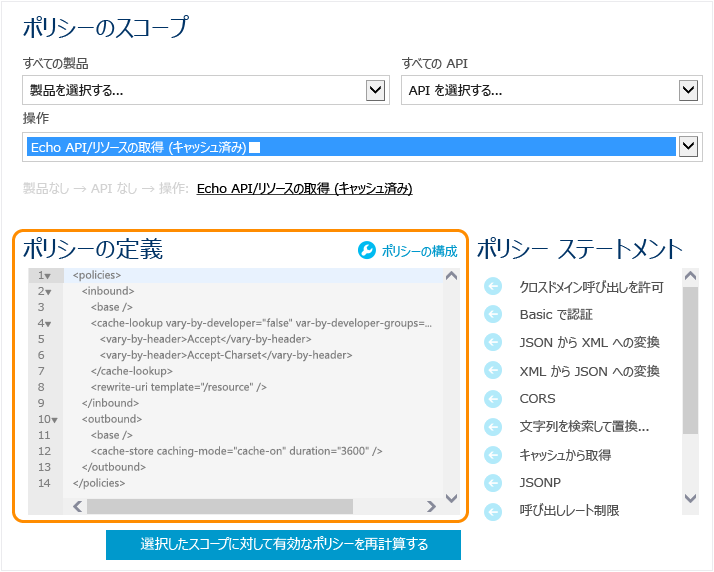 ポリシーのスコープ
すべての製品
すべての API
製品を選択する...
API を選択する...
操作
Echo API/リソースの取得 (キャッシュ済み)
製品なし → API なし → 操作: Echo API/リソースの取得 (キャッシュ済み)
ポリシーの定義
ポリシーの構成
1 <policies>
2 <inbound>
3 <base />
4 <cache-lookup vary-by-developer="false" var-by-developer-groups=...
5 <vary-by-header>Accept</vary-by-header>
6 <vary-by-header>Accept-Charset</vary-by-header>
7 </cache-lookup>
8 <rewrite-uri template="/resource" />
9 </inbound>
10 <outbound>
11 <base />
12 <cache-store caching-mode="cache-on" duration="3600" />
13 </outbound>
14 </policies>
ポリシー ステートメント
クロスドメイン呼び出しを許可
Basic で認証
JSON から XML への変換
XML から JSON への変換
CORS
文字列を検索して置換...
キャッシュから取得
JSONP
呼び出しレート制限
選択したスコープに対して有効なポリシーを再計算する